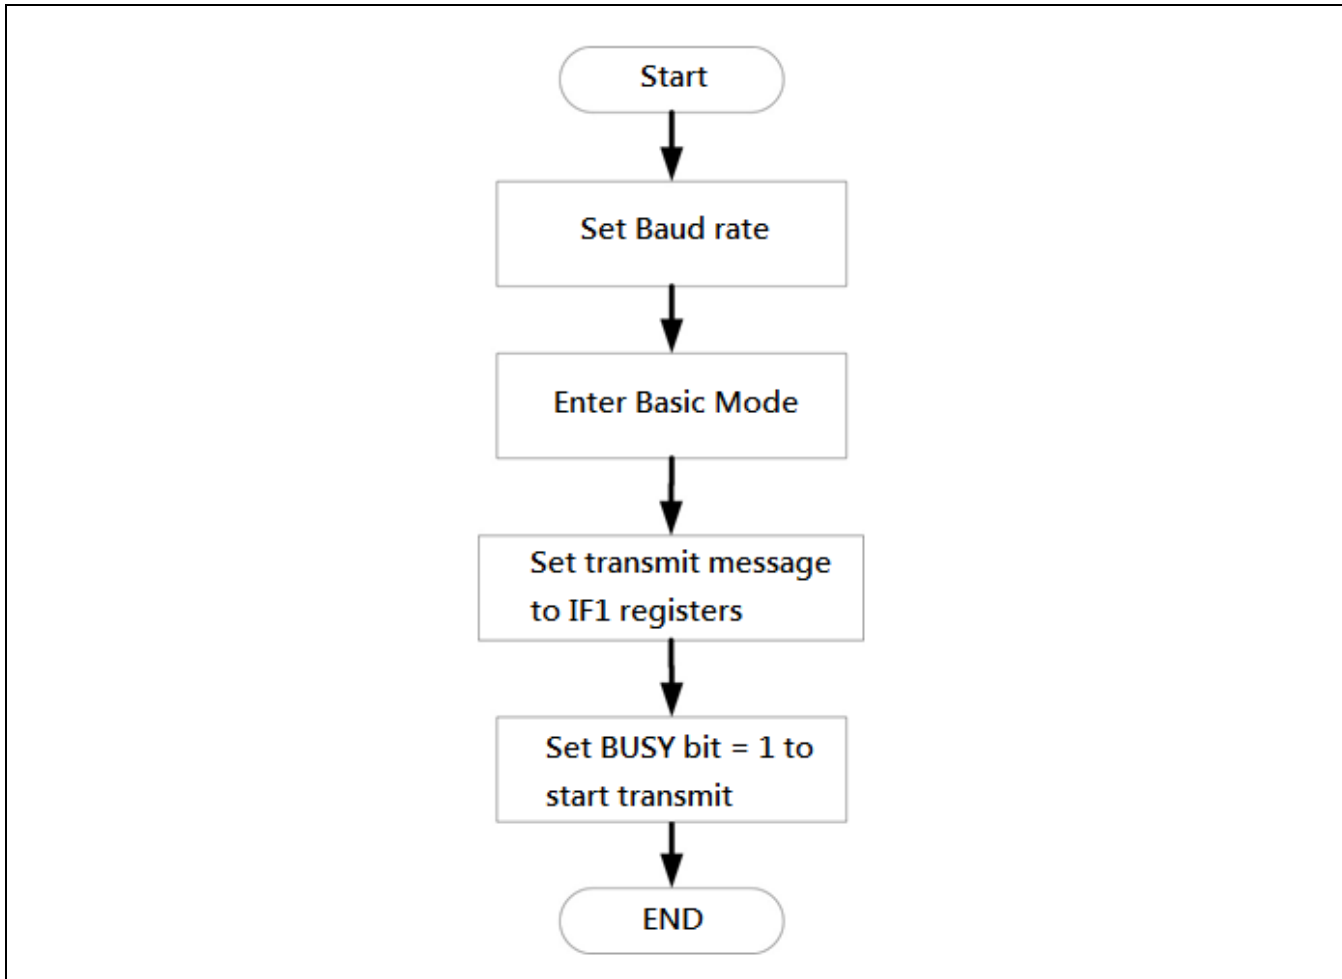 Start
Set Baud rate
Enter Basic Mode
Set transmit message
to IF1 registers
Set BUSY bit = 1 to
start transmit
END